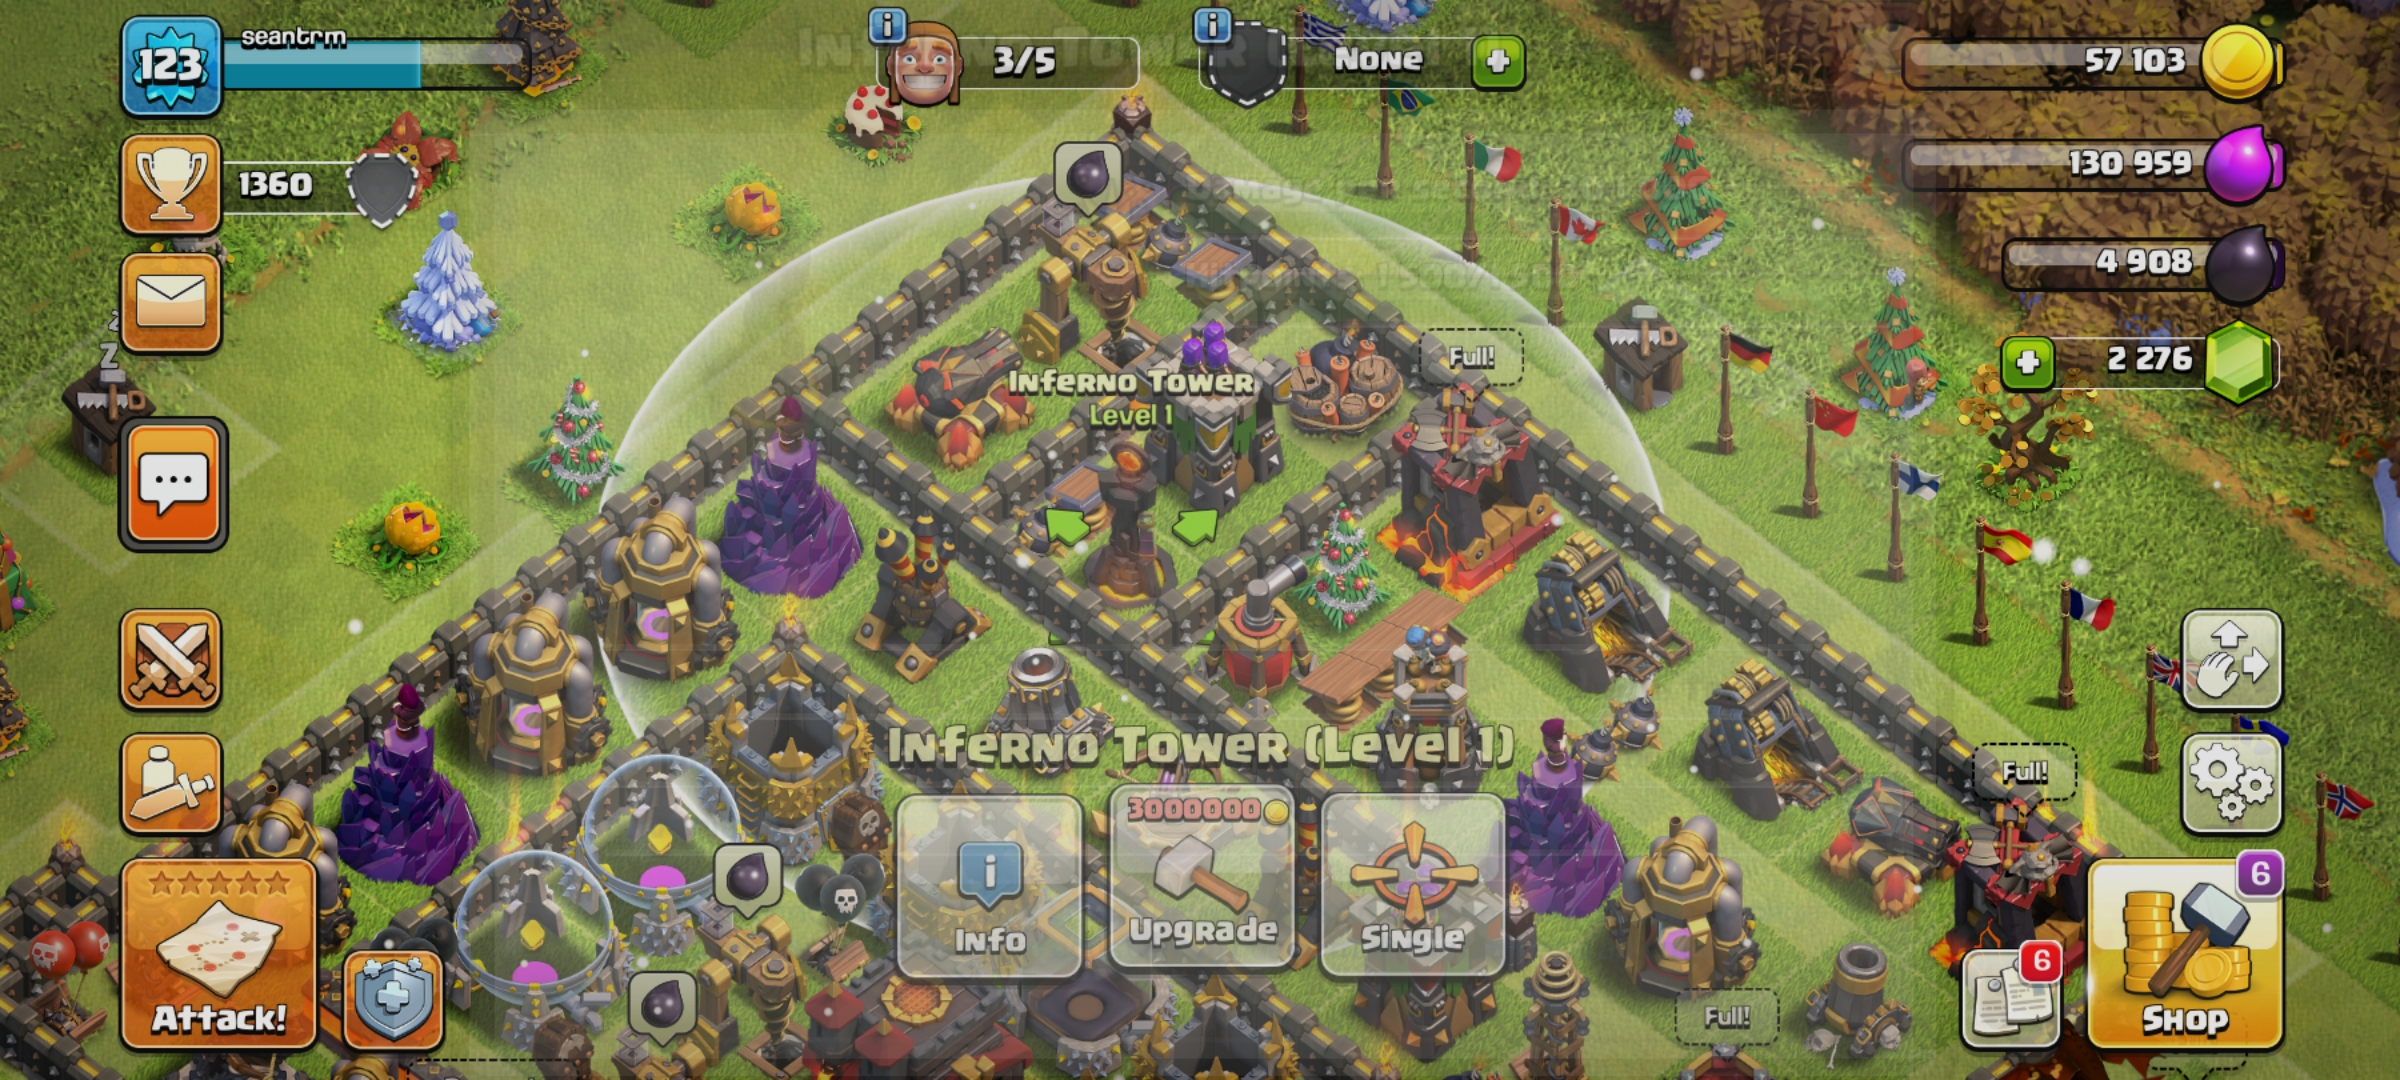 123
seantrm
3/5
None
57 103
1360
130 959
4 908
2 276
Full!
Inferno Tower
Level 1
z
Z
Inferno Tower (Level 1)
Full!
3000000
Info
Upgrade
Single
6
6
Attack!
Full!
Shop